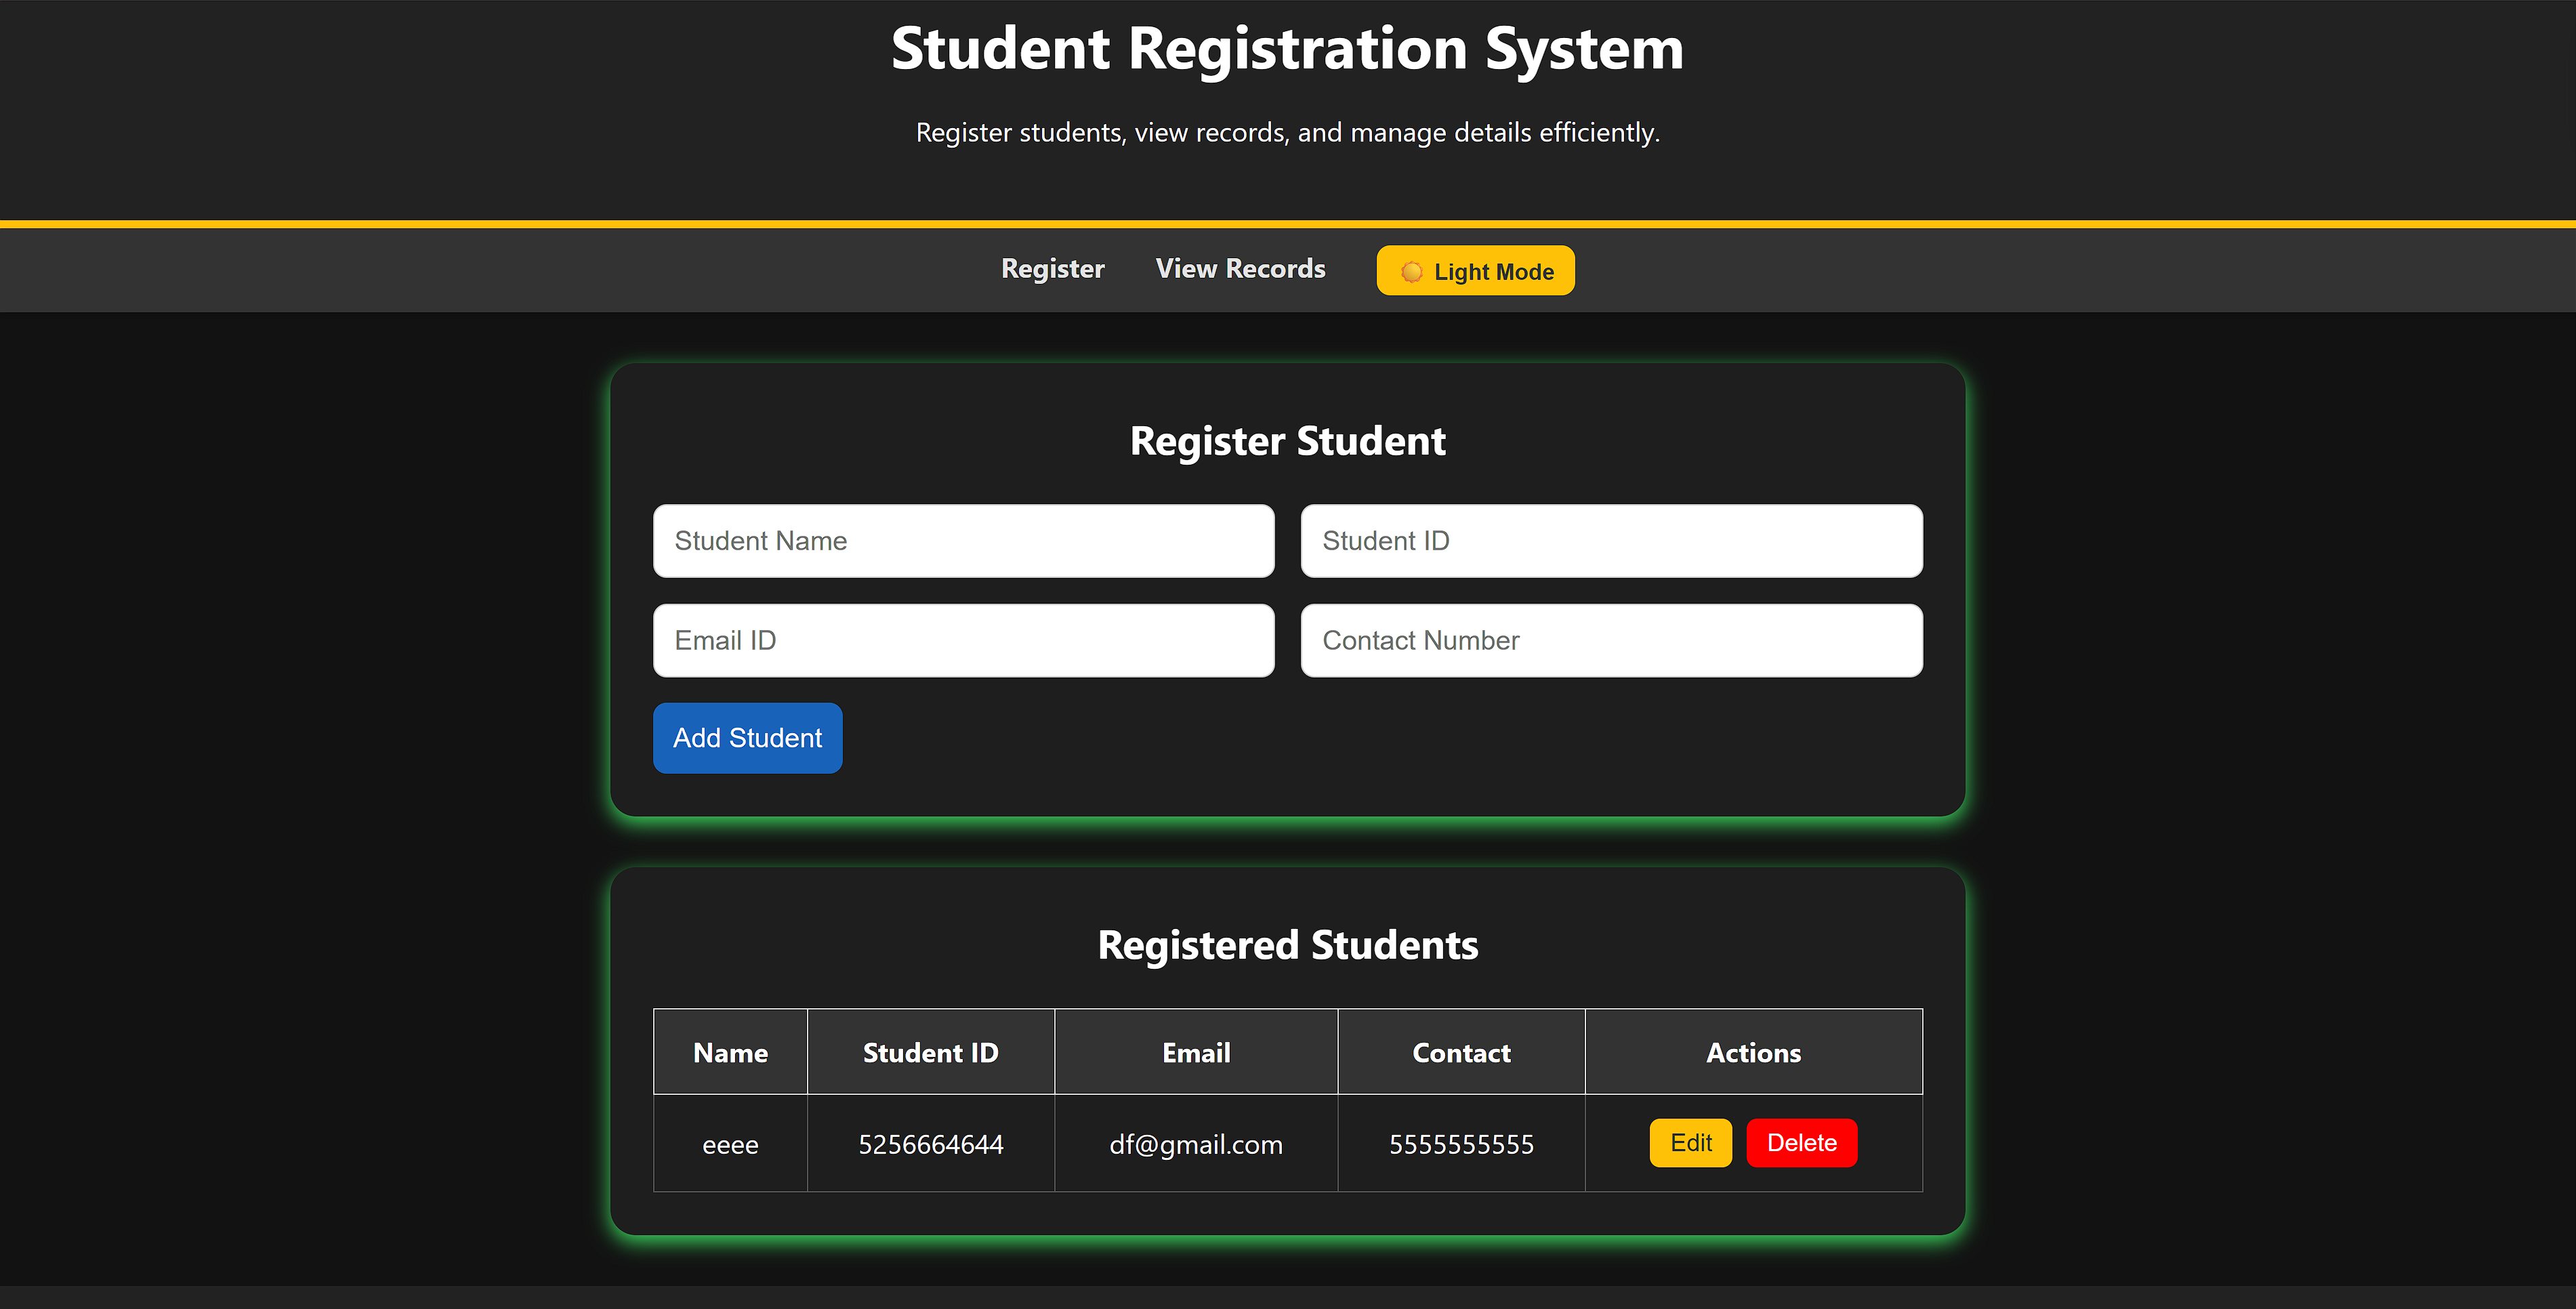 Student Registration System
Register students, view records, and manage details efficiently.
Register View Records Light Mode
Register Student
Student Name Student ID
Email ID Contact Number
Add Student
Registered Students
Name Student ID Email Contact Actions
eeee 5256664644 df@gmail.com 5555555555 Edit Delete